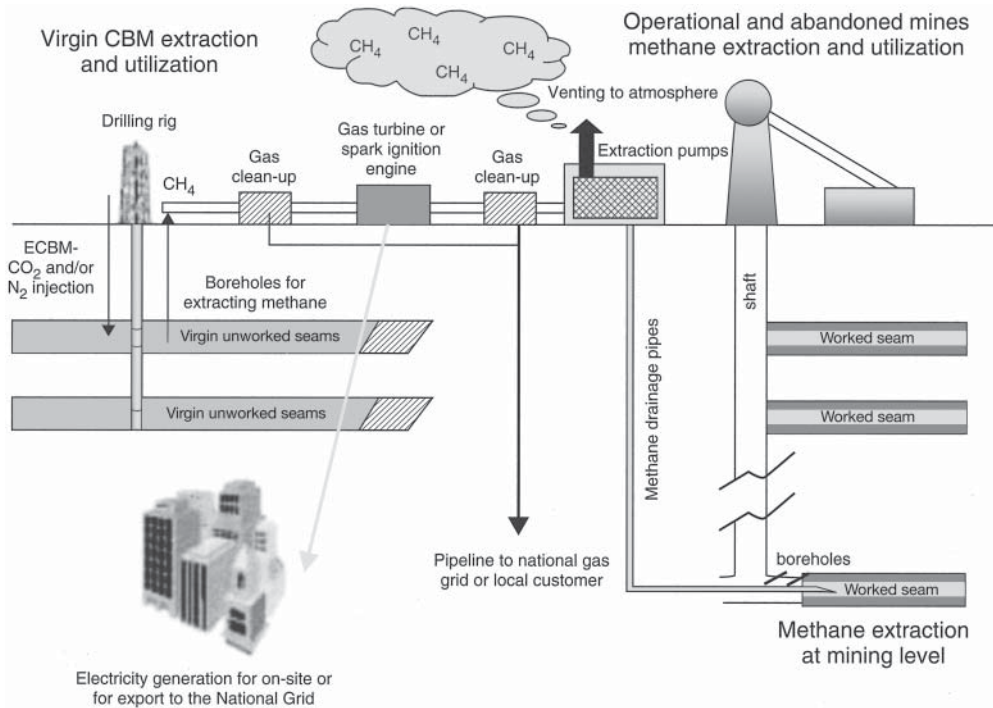 Virgin CBM extraction
and utilization
Operational and abandoned mines
methane extraction and utilization
CH₄
CH₄
CH₄
CH₄
Venting to atmosphere
Drilling rig
Gas
clean-up
Gas turbine or
spark ignition
engine
Gas
clean-up
Extraction pumps
CH₄
ECBM-
CO₂ and/or
N₂ injection
Boreholes for
extracting methane
Virgin unworked seams
Virgin unworked seams
shaft
Methane drainage pipes
Worked seam
Worked seam
boreholes
Worked seam
Pipeline to national gas
grid or local customer
Methane extraction
at mining level
Electricity generation for on-site or
for export to the National Grid